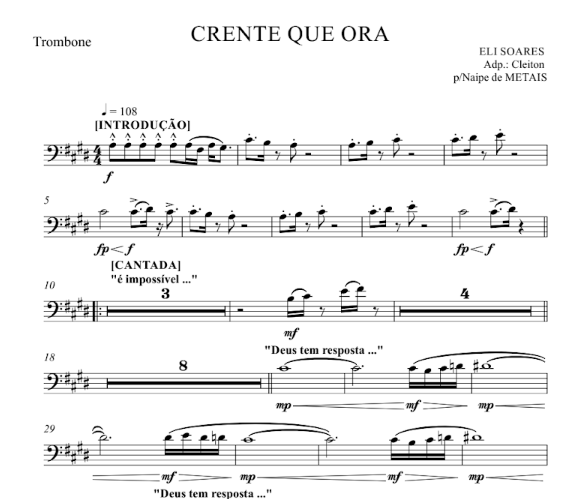 CRENTE QUE ORA
Trombone
ELI SOARES
Adp.: Cleiton
p/Naipe de METAIS
♩ = 108
[INTRODUÇÃO]
f
5
fp f fp f
[CANTADA]
"é impossível ..."
10
3 4
mf
18
8
"Deus tem resposta ..."
mp mf mp
29
mf mp mf mp
"Deus tem resposta ..."